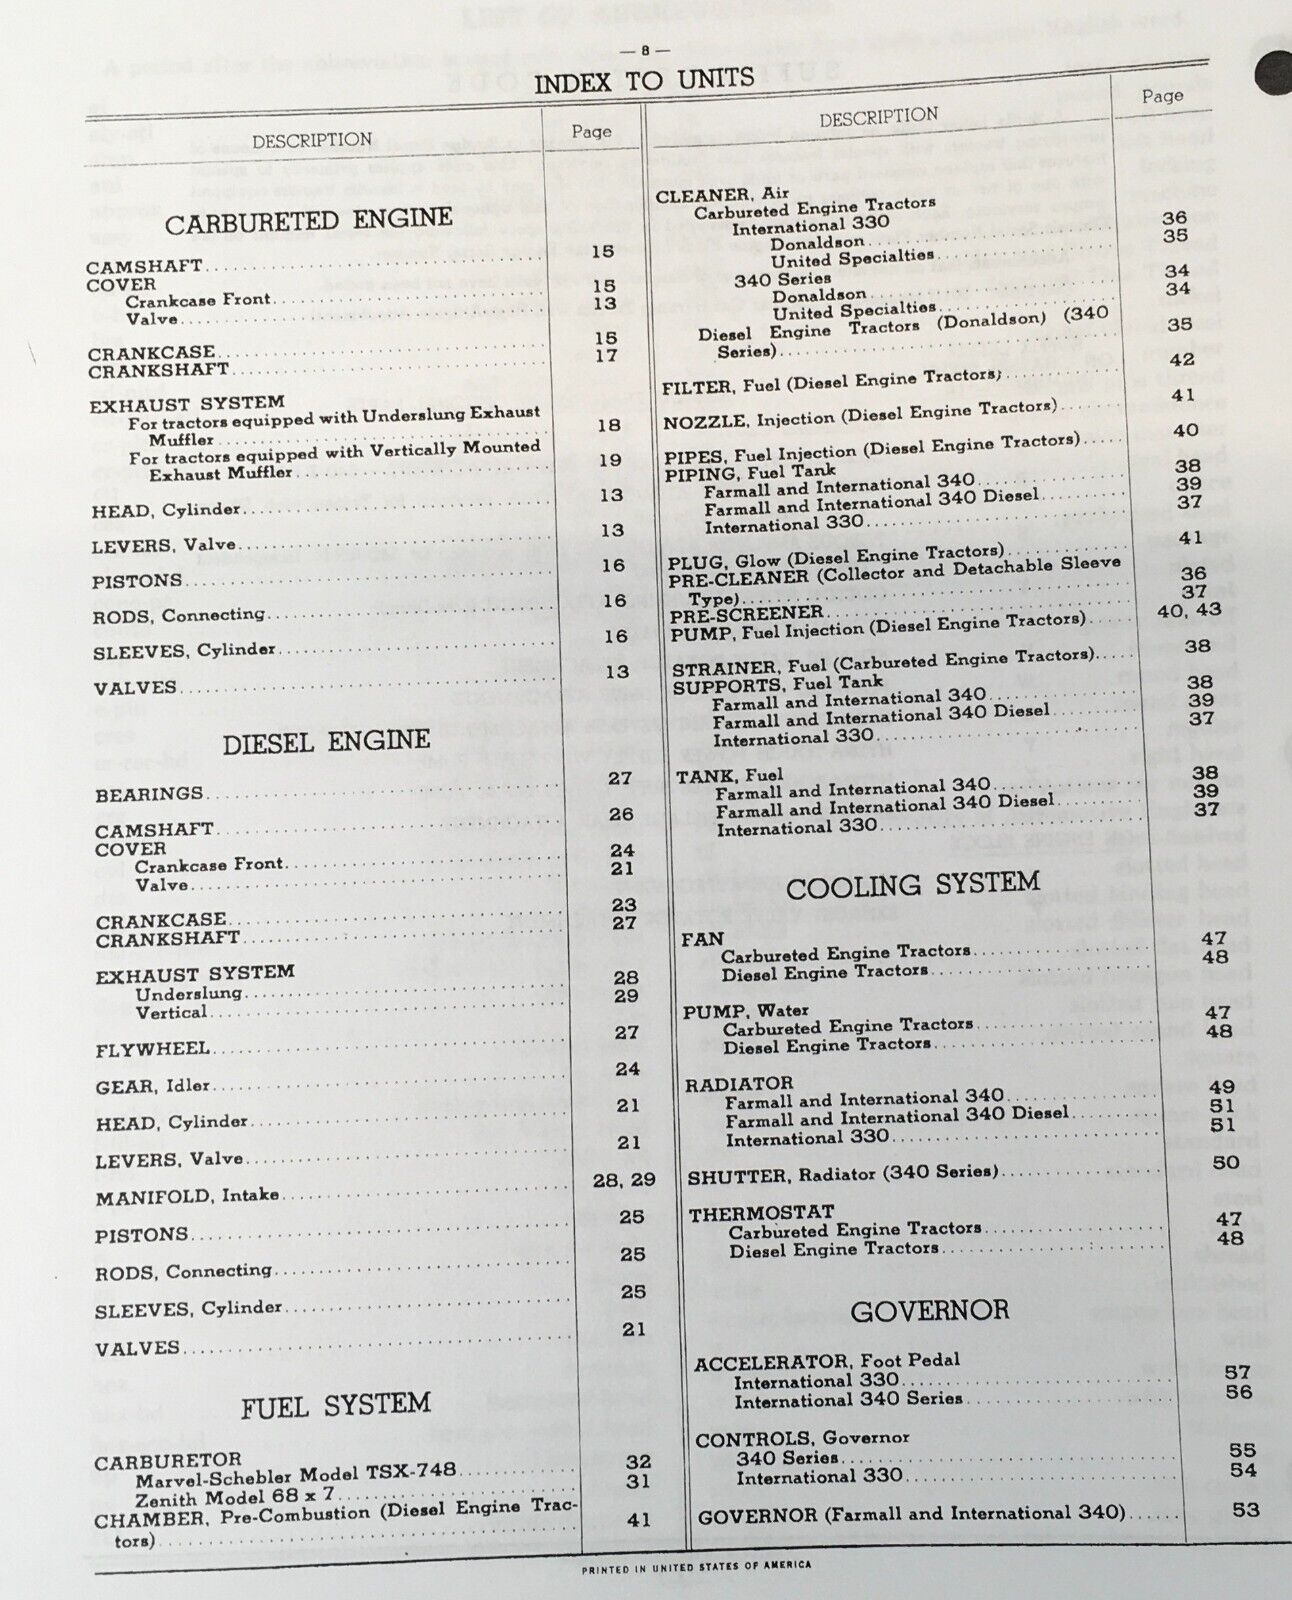 — 8 —
INDEX TO UNITS
DESCRIPTION Page
CARBURETED ENGINE
CAMSHAFT 15
COVER
Crankcase Front 15
Valve 13
CRANKCASE 15
CRANKSHAFT 17
EXHAUST SYSTEM
For tractors equipped with Underslung Exhaust
Muffler 18
For tractors equipped with Vertically Mounted
Exhaust Muffler 19
HEAD, Cylinder 13
LEVERS, Valve 13
PISTONS 16
RODS, Connecting 16
SLEEVES, Cylinder 16
VALVES 13
DIESEL ENGINE
BEARINGS 27
CAMSHAFT 26
COVER
Crankcase Front 24
Valve 21
CRANKCASE 23
CRANKSHAFT 27
EXHAUST SYSTEM
Underslung 28
Vertical 29
FLYWHEEL 27
GEAR, Idler 24
HEAD, Cylinder 21
LEVERS, Valve 21
MANIFOLD, Intake 28, 29
PISTONS 25
RODS, Connecting 25
SLEEVES, Cylinder 25
VALVES 21
FUEL SYSTEM
CARBURETOR
Marvel-Schebler Model TSX-748 32
Zenith Model 68 x 7 31
CHAMBER, Pre-Combustion (Diesel Engine Trac-
tors) 41
DESCRIPTION Page
CLEANER, Air
Carbureted Engine Tractors
International 330
Donaldson 36
United Specialties 35
340 Series
Donaldson 34
United Specialties 34
Diesel Engine Tractors (Donaldson) (340
Series) 35
FILTER, Fuel (Diesel Engine Tractors) 42
NOZZLE, Injection (Diesel Engine Tractors) 41
PIPES, Fuel Injection (Diesel Engine Tractors) 40
PIPING, Fuel Tank
Farmall and International 340 38
Farmall and International 340 Diesel 39
International 330 37
PLUG, Glow (Diesel Engine Tractors) 41
PRE-CLEANER (Collector and Detachable Sleeve
Type) 36
PRE-SCREENER 37
PUMP, Fuel Injection (Diesel Engine Tractors) 40, 43
STRAINER, Fuel (Carbureted Engine Tractors) 38
SUPPORTS, Fuel Tank
Farmall and International 340 38
Farmall and International 340 Diesel 39
International 330 37
TANK, Fuel
Farmall and International 340 38
Farmall and International 340 Diesel 39
International 330 37
COOLING SYSTEM
FAN
Carbureted Engine Tractors 47
Diesel Engine Tractors 48
PUMP, Water
Carbureted Engine Tractors 47
Diesel Engine Tractors 48
RADIATOR
Farmall and International 340 49
Farmall and International 340 Diesel 51
International 330 51
SHUTTER, Radiator (340 Series) 50
THERMOSTAT
Carbureted Engine Tractors 47
Diesel Engine Tractors 48
GOVERNOR
ACCELERATOR, Foot Pedal
International 330 57
International 340 Series 56
CONTROLS, Governor
340 Series 55
International 330 54
GOVERNOR (Farmall and International 340) 53
PRINTED IN UNITED STATES OF AMERICA